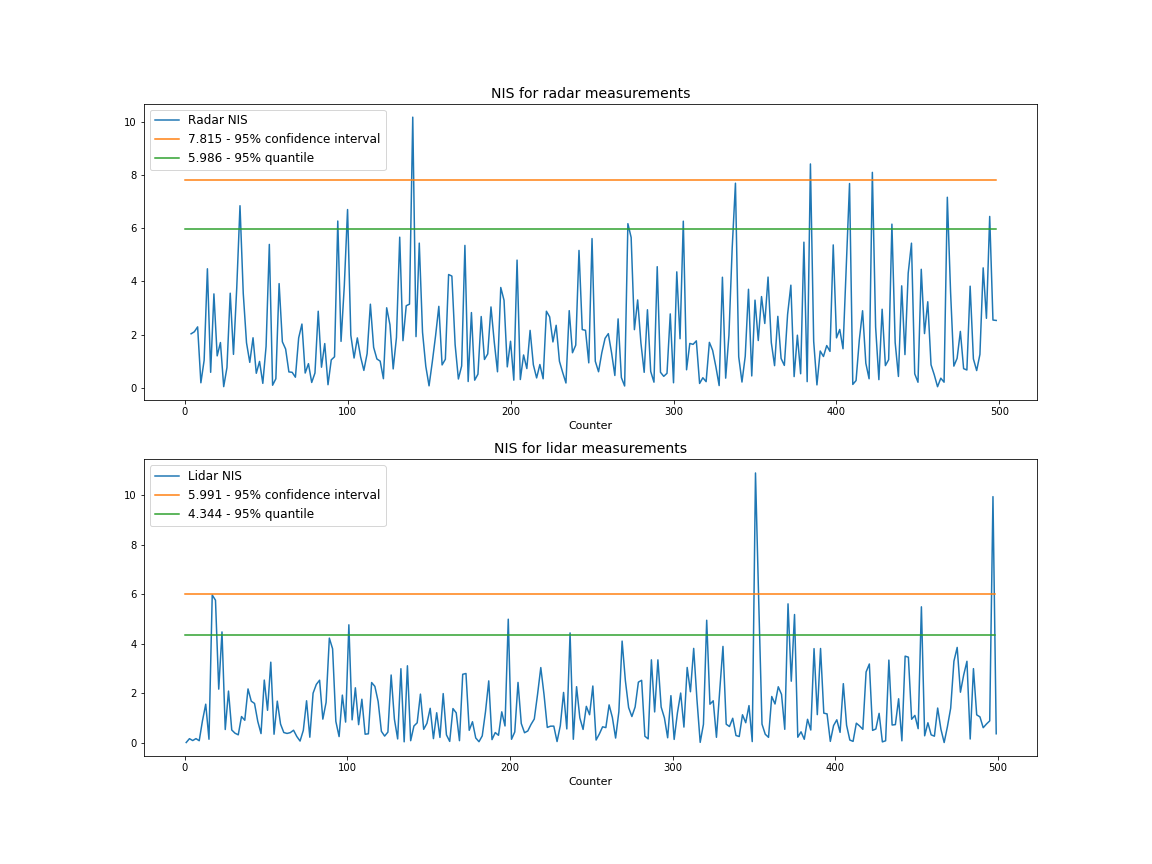 NIS for radar measurements
Radar NIS
7.815 - 95% confidence interval
5.986 - 95% quantile
10
8
6
4
2
0
0 100 200 300 400 500
Counter
NIS for lidar measurements
Lidar NIS
5.991 - 95% confidence interval
4.344 - 95% quantile
10
8
6
4
2
0
0 100 200 300 400 500
Counter